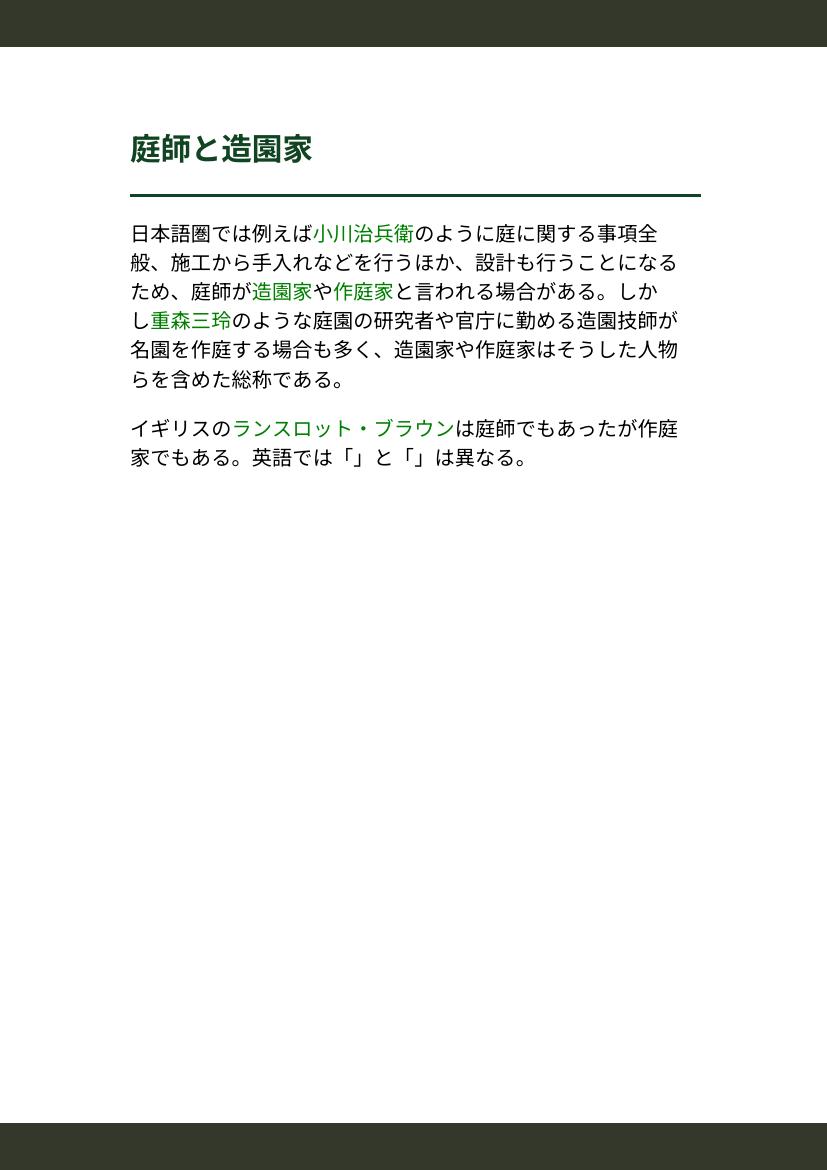 庭師と造園家
日本語圏では例えば小川治兵衛のように庭に関する事項全
般、施工から手入れなどを行うほか、設計も行うことになる
ため、庭師が造園家や作庭家と言われる場合がある。しか
し重森三玲のような庭園の研究者や官庁に勤める造園技師が
名園を作庭する場合も多く、造園家や作庭家はそうした人物
らを含めた総称である。
イギリスのランスロット・ブラウンは庭師でもあったが作庭
家でもある。英語では「」と「」は異なる。